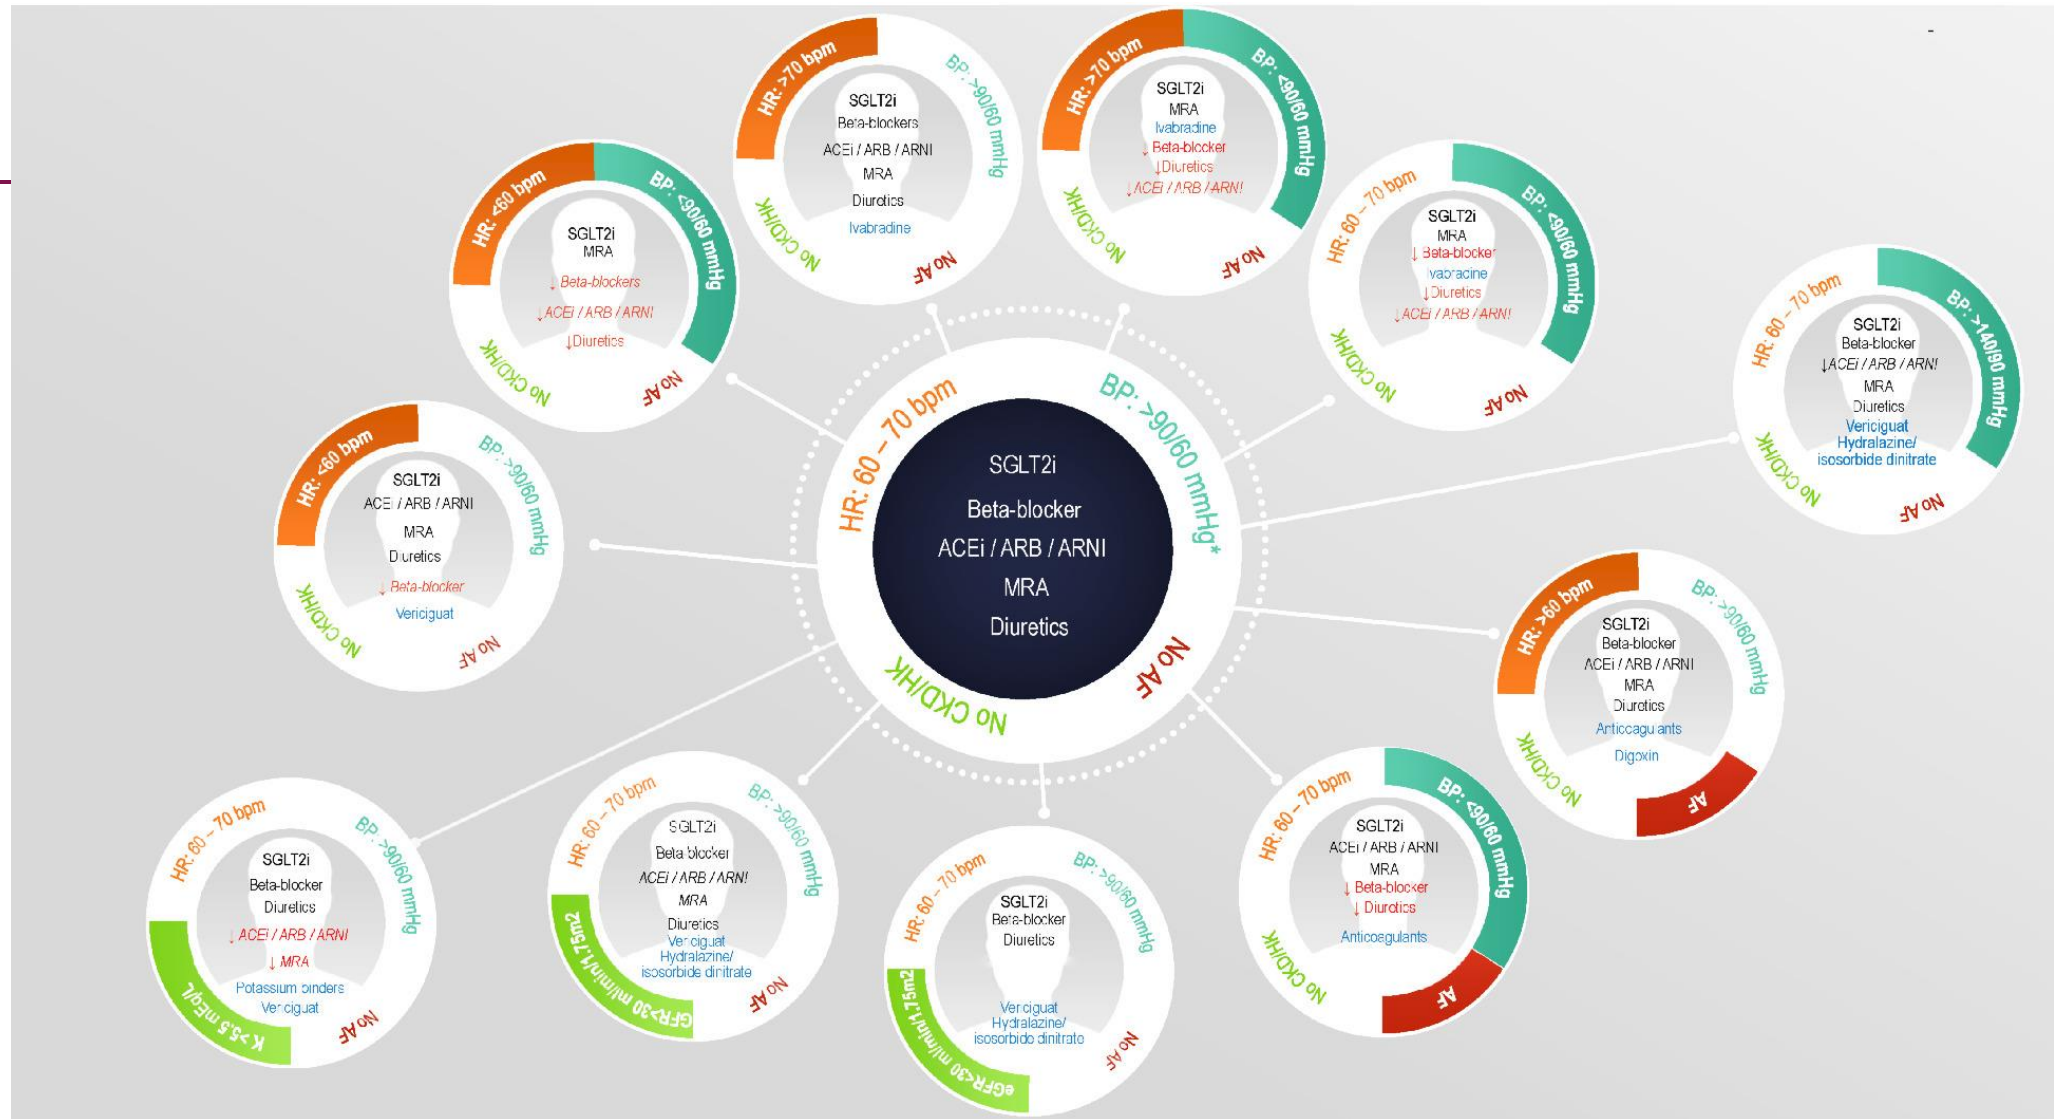 HR: >70 bpm
BP: >90/60 mmHg
SGLT2i
Beta-blockers
ACEi / ARB / ARNI
MRA
Diuretics
Ivabradine
No CKD/HK
No AF
HR: >70 bpm
BP: <90/60 mmHg
SGLT2i
MRA
Ivabradine
↓ Beta-blocker
↓Diuretics
↓ACEi / ARB / ARNI
No CKD/HK
No AF
-
HR: <60 bpm
BP: <90/60 mmHg
SGLT2i
MRA
↓ Beta-blockers
↓ACEi / ARB / ARNI
↓Diuretics
No CKD/HK
No AF
HR: 60 – 70 bpm
BP: <90/60 mmHg
SGLT2i
MRA
↓ Beta-blocker
Ivabradine
↓Diuretics
↓ACEi / ARB / ARNI
No CKD/HK
No AF
HR: 60 – 70 bpm
BP: >140/90 mmHg
SGLT2i
Beta-blocker
↓ACEi / ARB / ARNI
MRA
Diuretics
Vericiguat
Hydralazine/
isosorbide dinitrate
No CKD/HK
No AF
HR: <60 bpm
BP: >90/60 mmHg
SGLT2i
ACEi / ARB / ARNI
MRA
Diuretics
↓ Beta-blocker
Vericiguat
No CKD/HK
No AF
HR: 60 – 70 bpm
BP: >90/60 mmHg*
SGLT2i
Beta-blocker
ACEi / ARB / ARNI
MRA
Diuretics
No CKD/HK
No AF
HR: >60 bpm
BP: >90/60 mmHg
SGLT2i
Beta-blocker
ACEi / ARB / ARNI
MRA
Diuretics
Anticoagulants
Digoxin
No CKD/HK
AF
HR: 60 – 70 bpm
BP: >90/60 mmHg
SGLT2i
Beta-blocker
Diuretics
↓ ACEi / ARB / ARNI
↓ MRA
Potassium binders
Vericiguat
K >5.5 mEq/L
No AF
HR: 60 – 70 bpm
BP: >90/60 mmHg
SGLT2i
Beta blocker
ACEi / ARB / ARNI
MRA
Diuretics
Vericiguat
Hydralazine/
isosorbide dinitrate
GFR>30 ml/min/1.75m2
No AF
HR: 60 – 70 bpm
BP: >90/60 mmHg
SGLT2i
Beta-blocker
Diuretics
Vericiguat
Hydralazine/
isosorbide dinitrate
eGFR<30 ml/min/1.75m2
No AF
HR: 60 – 70 bpm
BP: <90/60 mmHg
SGLT2i
ACEi / ARB / ARNI
MRA
↓ Beta-blocker
↓ Diurotics
Anticoagulants
No CKD/HK
AF